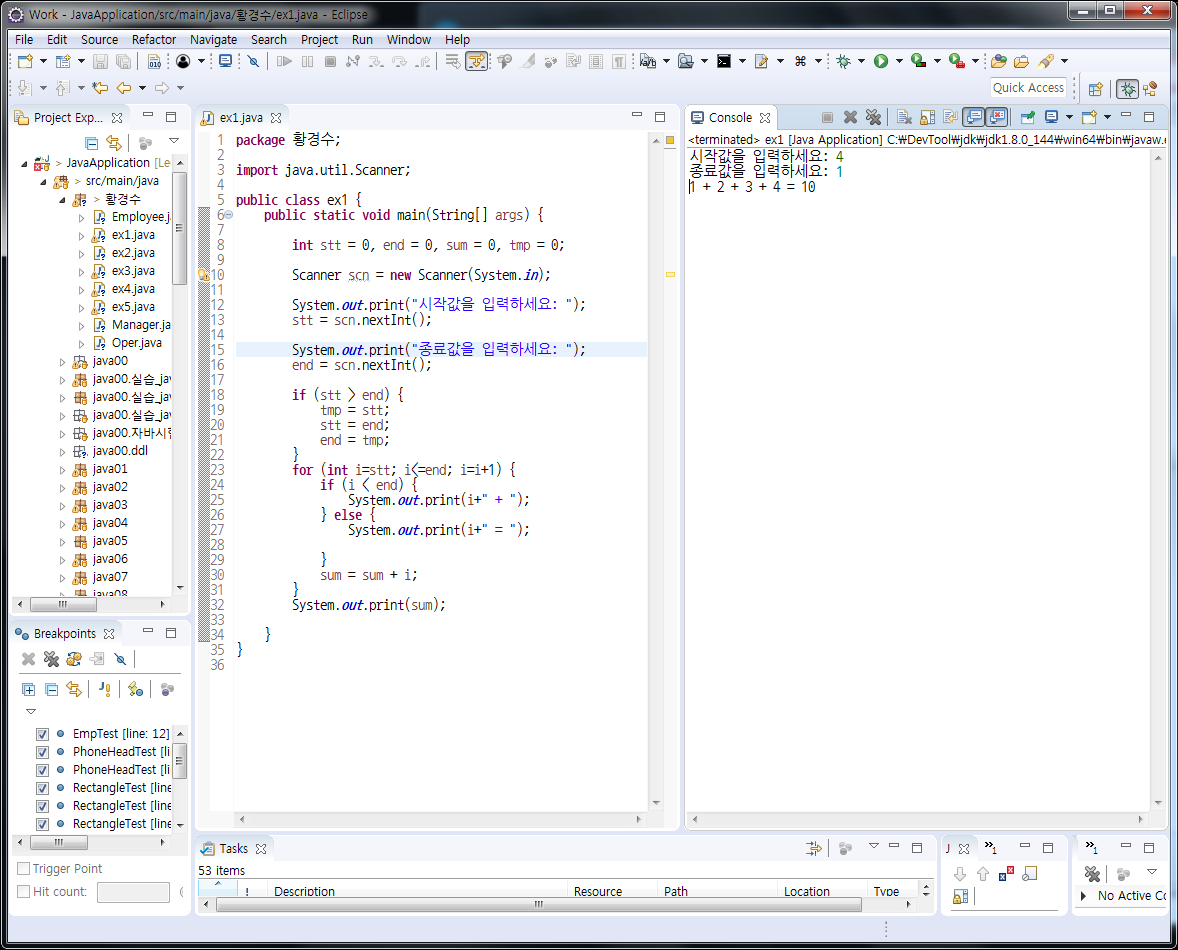 Work - JavaApplication/src/main/java/황경수/ex1.java - Eclipse
File Edit Source Refactor Navigate Search Project Run Window Help
Quick Access
Project Exp...
> JavaApplication [Le
> src/main/java
> 황경수
Employee.j
ex1.java
ex2.java
ex3.java
ex4.java
ex5.java
Manager.ja
Oper.java
java00
java00.실습_jav
java00.실습_jav
java00.실습_jav
java00.자바시험
java00.ddl
java01
java02
java03
java04
java05
java06
java07
java08
Breakpoints
EmpTest [line: 12]
PhoneHeadTest [li
PhoneHeadTest [li
RectangleTest [line
RectangleTest [line
RectangleTest [line
Trigger Point
Hit count:
ex1.java
1 package 황경수;
2
3 import java.util.Scanner;
4
5 public class ex1 {
6 public static void main(String[] args) {
7
8 int stt = 0, end = 0, sum = 0, tmp = 0;
9
10 Scanner scn = new Scanner(System.in);
11
12 System.out.print("시작값을 입력하세요: ");
13 stt = scn.nextInt();
14
15 System.out.print("종료값을 입력하세요: ");
16 end = scn.nextInt();
17
18 if (stt > end) {
19 tmp = stt;
20 stt = end;
21 end = tmp;
22 }
23 for (int i=stt; i<=end; i=i+1) {
24 if (i < end) {
25 System.out.print(i+" + ");
26 } else {
27 System.out.print(i+" = ");
28
29 }
30 sum = sum + i;
31 }
32 System.out.print(sum);
33
34 }
35 }
36
Console
<terminated> ex1 [Java Application] C:₩DevTool₩jdk₩jdk1.8.0_144₩win64₩bin₩javaw.e
시작값을 입력하세요: 4
종료값을 입력하세요: 1
1 + 2 + 3 + 4 = 10
Tasks
53 items
! Description Resource Path Location Type
J »1
»1
No Active Co